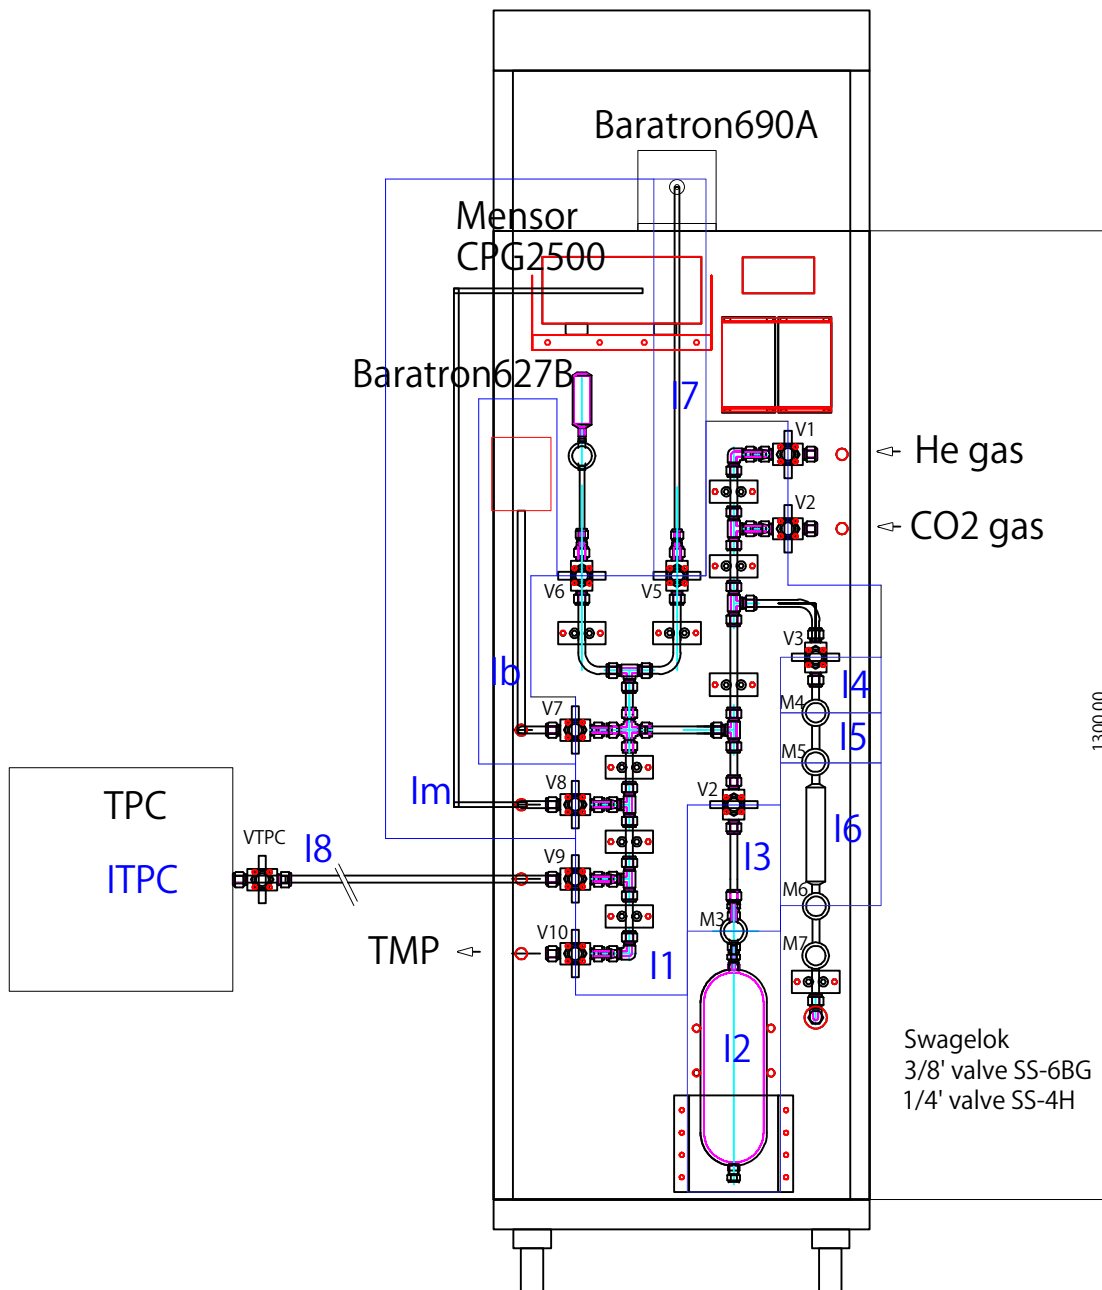 Baratron690A
Mensor
CPG2500
Baratron627B
I7
V1
He gas
V2
CO2 gas
V6
V5
V3
Ib
I4
M4
V7
I5
M5
1300.00
Im
V8
V2
TPC
VTPC
I8
I3
I6
ITPC
V9
M6
M3
TMP
V10
I1
M7
I2
Swagelok
3/8' valve SS-6BG
1/4' valve SS-4H